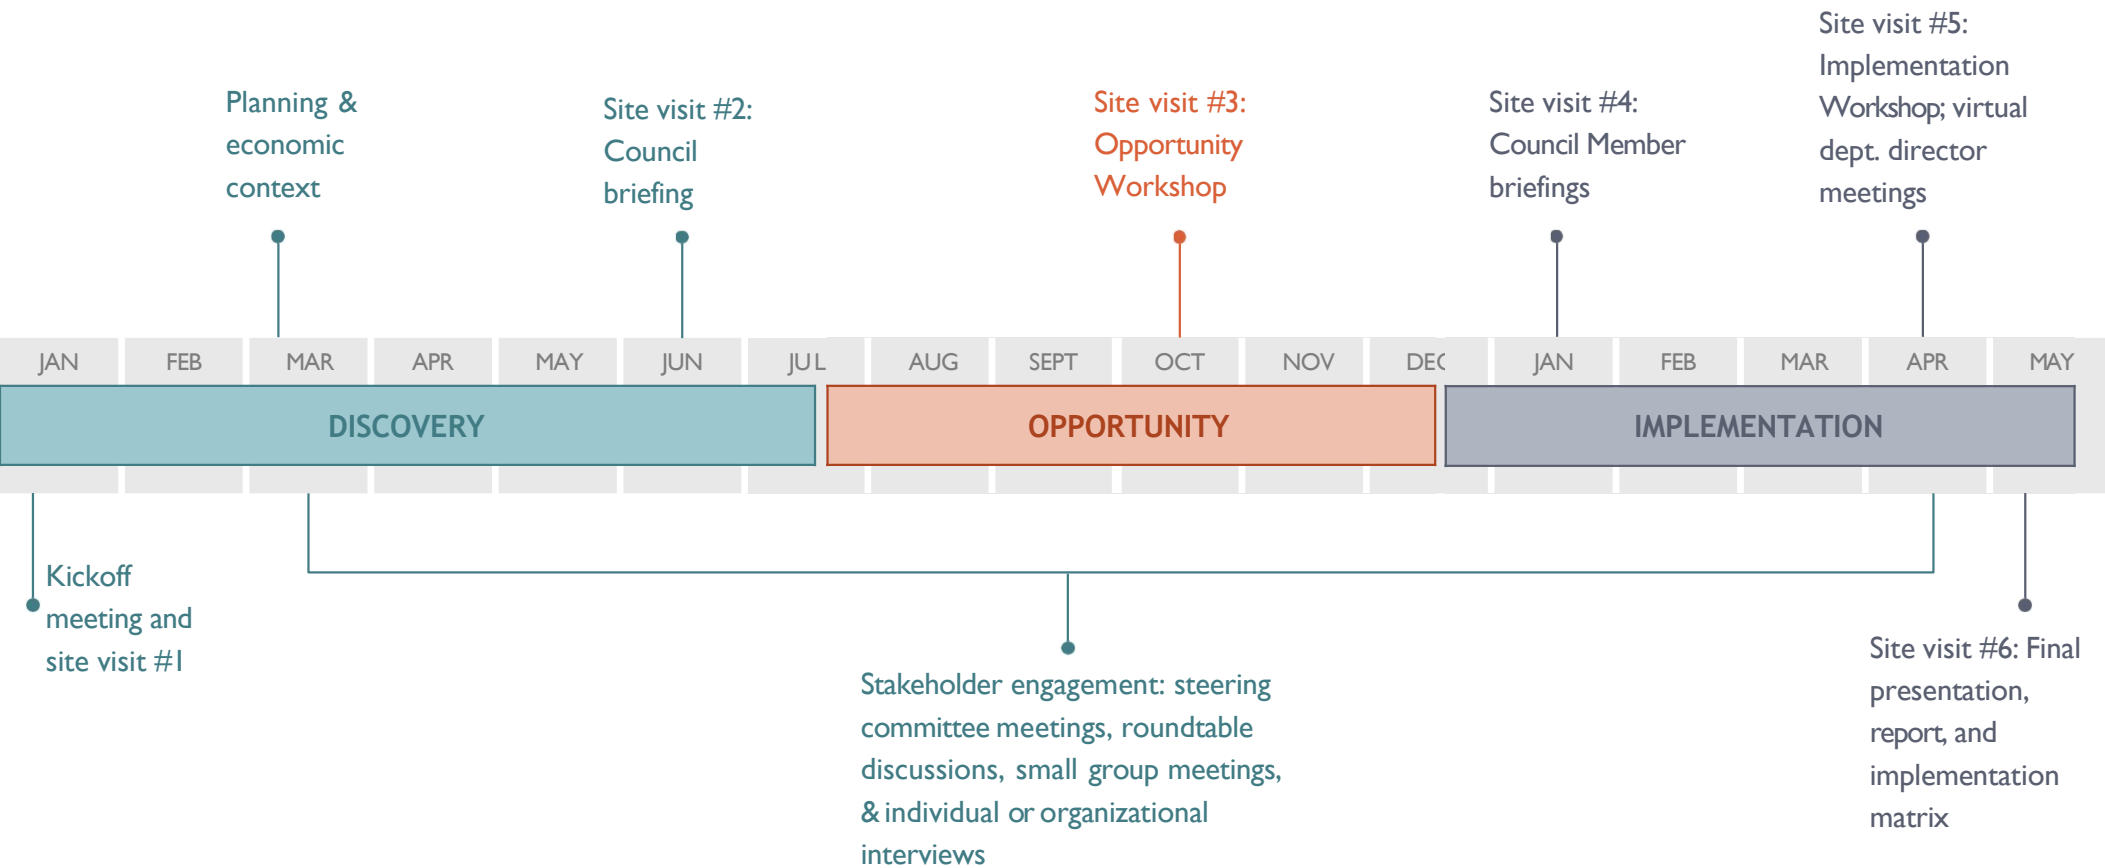 Site visit #5:
Implementation
Workshop; virtual
dept. director
meetings
Planning &
economic
context
Site visit #2:
Council
briefing
Site visit #3:
Opportunity
Workshop
Site visit #4:
Council Member
briefings
JAN FEB MAR APR MAY JUN JUL AUG SEPT OCT NOV DEC JAN FEB MAR APR MAY
DISCOVERY OPPORTUNITY IMPLEMENTATION
Kickoff
meeting and
site visit #1
Stakeholder engagement: steering
committee meetings, roundtable
discussions, small group meetings,
& individual or organizational
interviews
Site visit #6: Final
presentation,
report, and
implementation
matrix